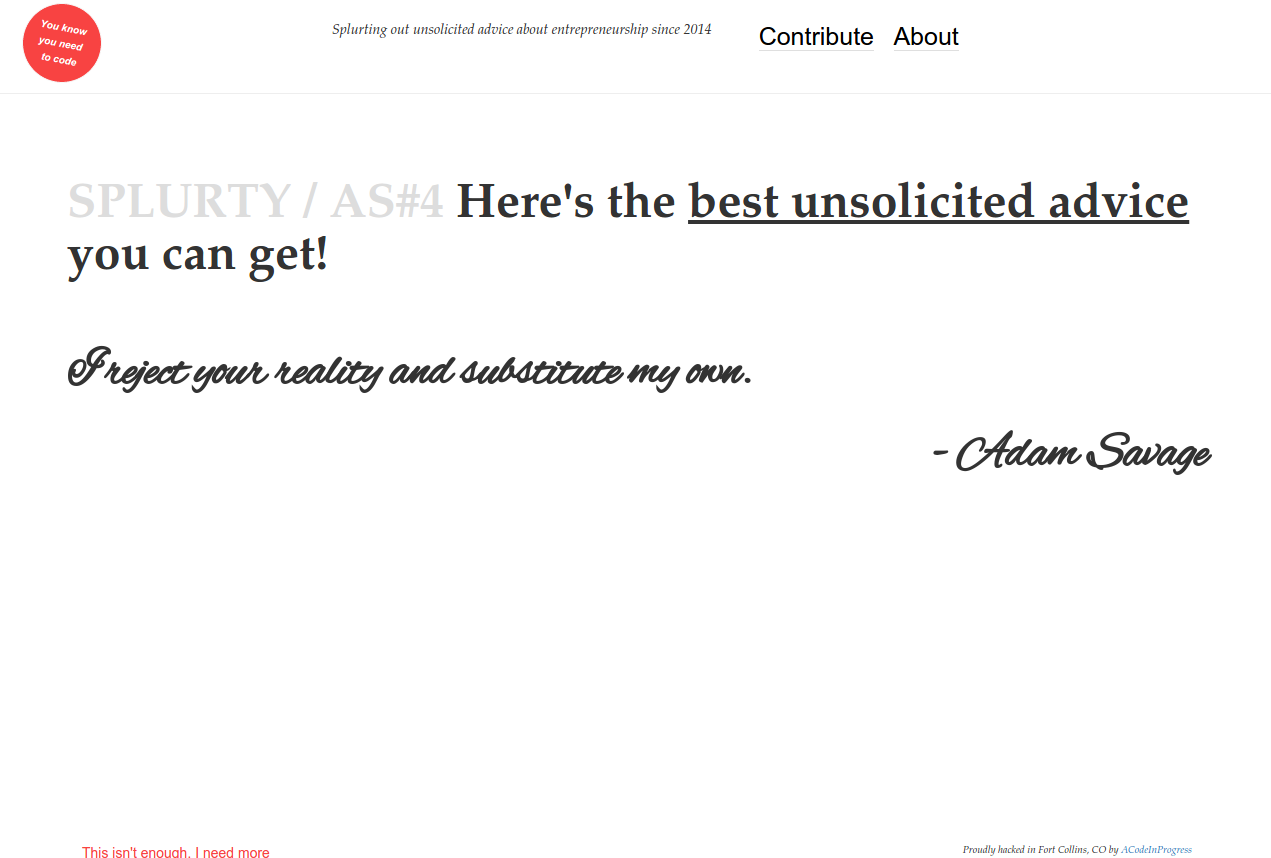 You know
you need
to code
Splurting out unsolicited advice about entrepreneurship since 2014
Contribute About
SPLURTY / AS#4 Here's the best unsolicited advice
you can get!
I reject your reality and substitute my own.
- Adam Savage
This isn't enough. I need more
Proudly hacked in Fort Collins, CO by ACodeInProgress